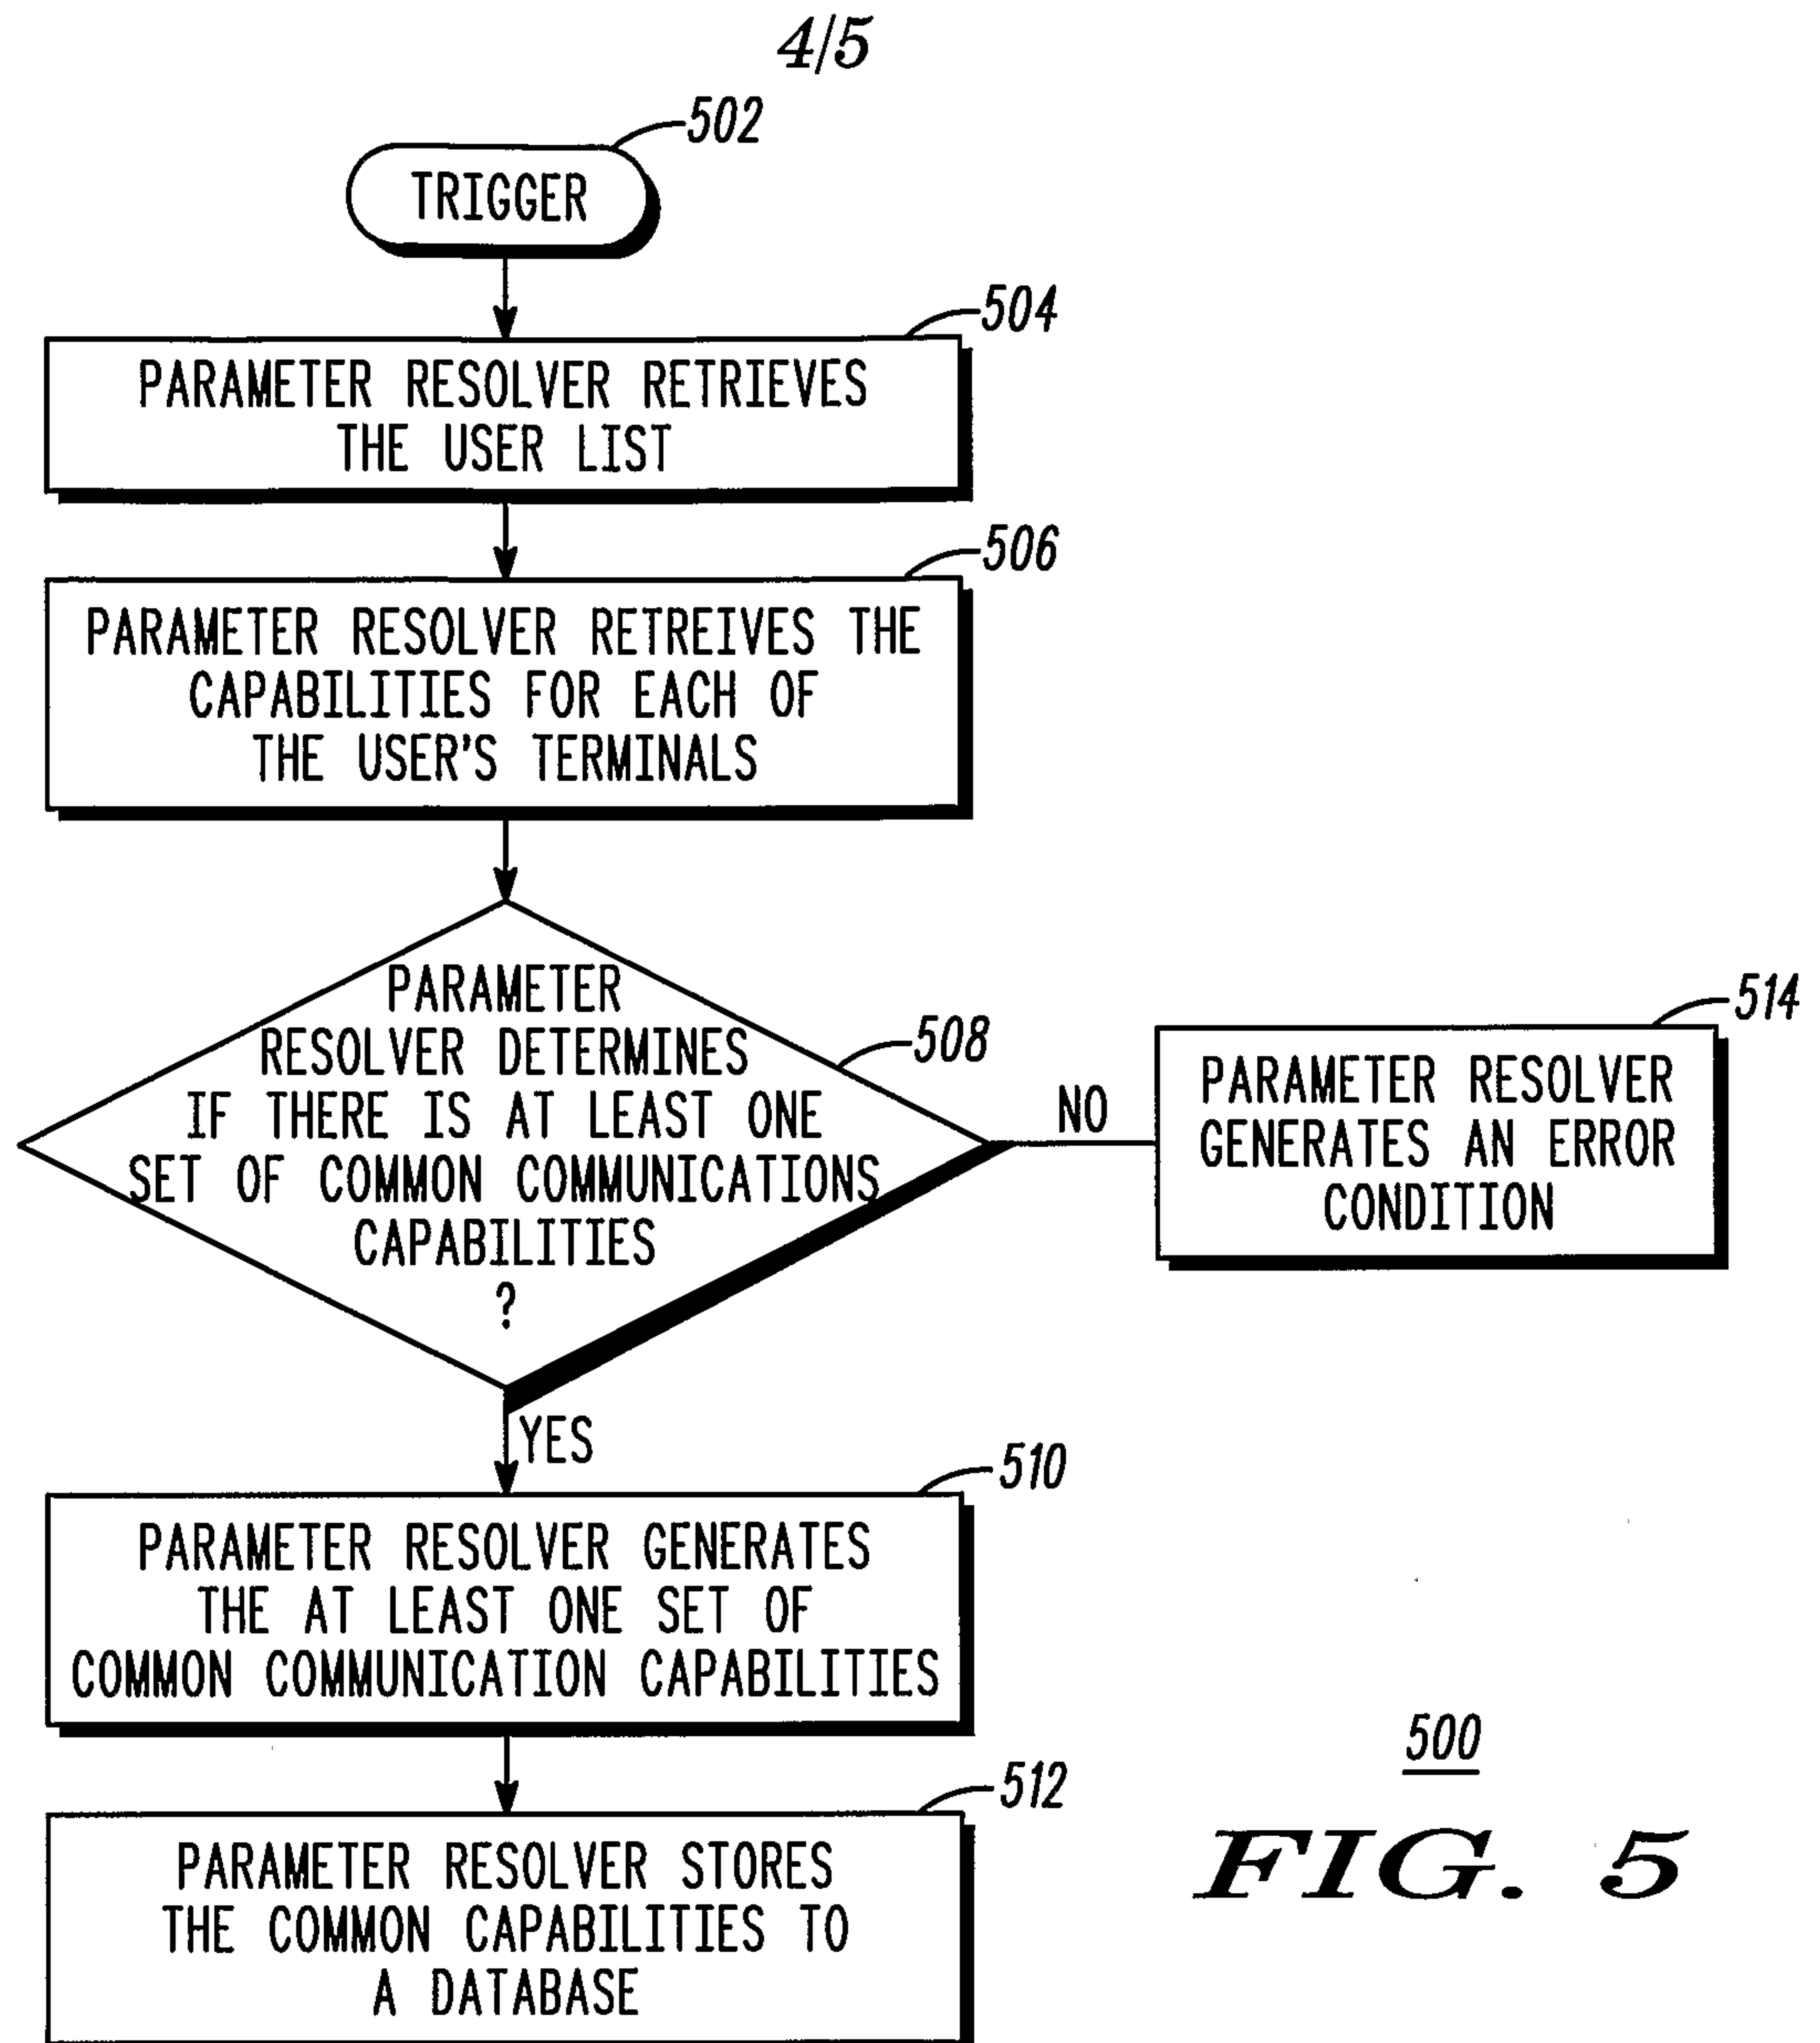 4/5
502
TRIGGER
504
PARAMETER RESOLVER RETRIEVES
THE USER LIST
506
PARAMETER RESOLVER RETREIVES THE
CAPABILITIES FOR EACH OF
THE USER'S TERMINALS
PARAMETER
RESOLVER DETERMINES
IF THERE IS AT LEAST ONE
SET OF COMMON COMMUNICATIONS
CAPABILITIES
?
508
NO
514
PARAMETER RESOLVER
GENERATES AN ERROR
CONDITION
YES
510
PARAMETER RESOLVER GENERATES
THE AT LEAST ONE SET OF
COMMON COMMUNICATION CAPABILITIES
512
PARAMETER RESOLVER STORES
THE COMMON CAPABILITIES TO
A DATABASE
500
FIG. 5